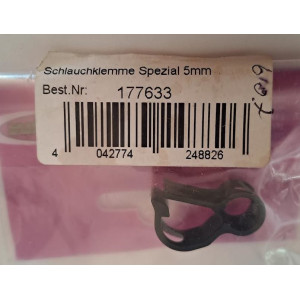 Schlauchklemme Spezial 5mm
Best.Nr: 177633
4 042774 248826